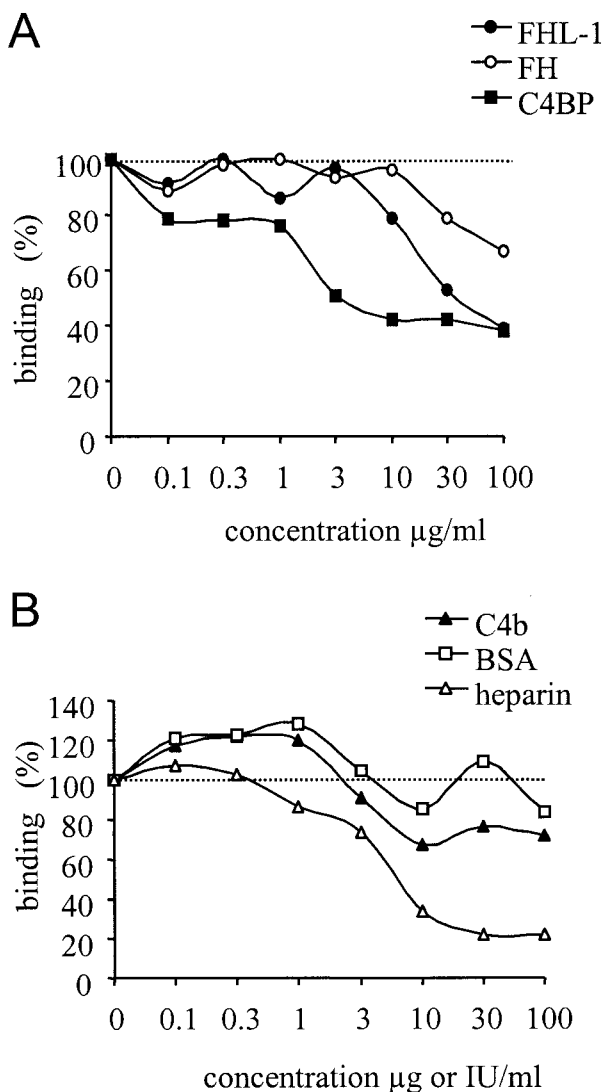 A
FHL-1
FH
C4BP
100
80
60
40
20
0
binding (%)
0 0.1 0.3 1 3 10 30 100
concentration µg/ml
B
C4b
BSA
heparin
140
120
100
80
60
40
20
0
binding (%)
0 0.1 0.3 1 3 10 30 100
concentration µg or IU/ml